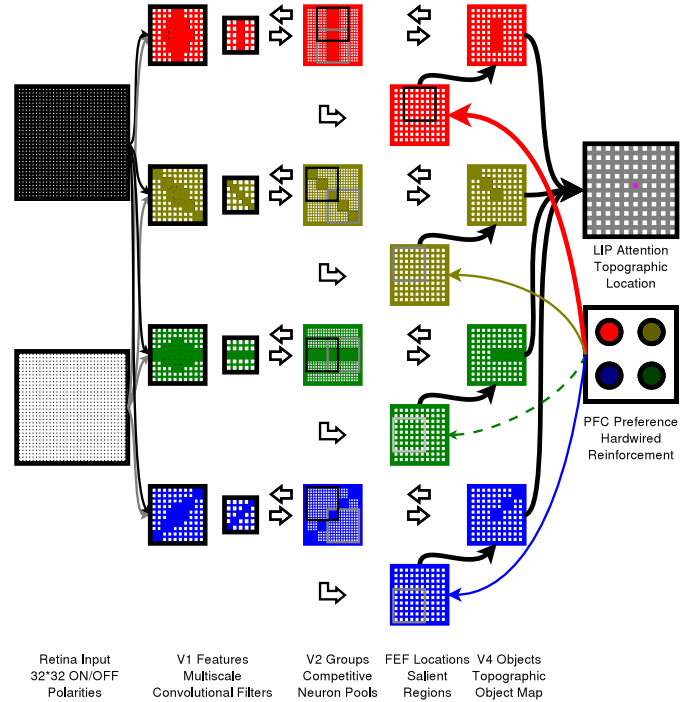 LIP Attention
Topographic
Location
PFC Preference
Hardwired
Reinforcement
Retina Input
32*32 ON/OFF
Polarities
V1 Features
Multiscale
Convolutional Filters
V2 Groups
Competitive
Neuron Pools
FEF Locations
Salient
Regions
V4 Objects
Topographic
Object Map